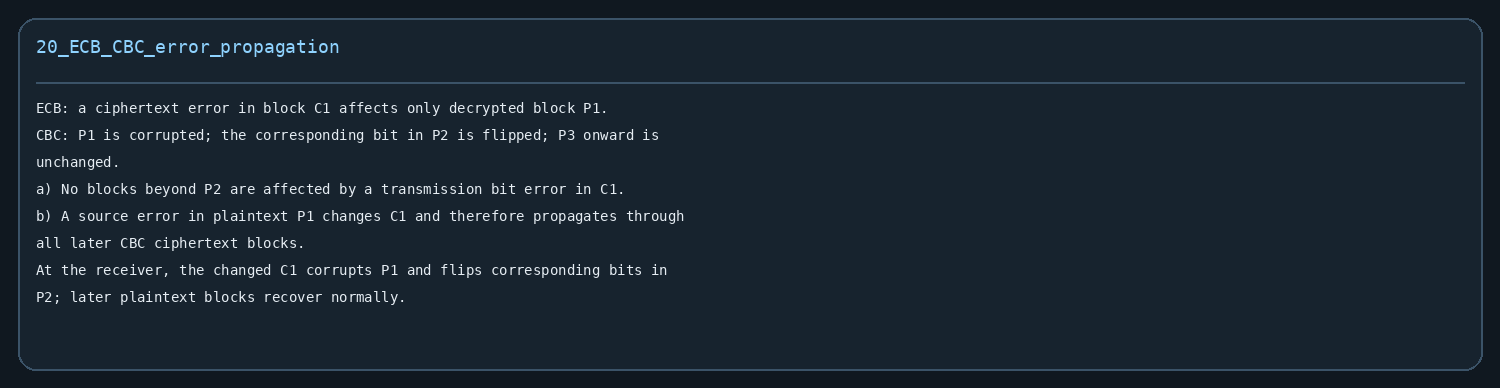 20_ECB_CBC_error_propagation
ECB: a ciphertext error in block C1 affects only decrypted block P1.
CBC: P1 is corrupted; the corresponding bit in P2 is flipped; P3 onward is
unchanged.
a) No blocks beyond P2 are affected by a transmission bit error in C1.
b) A source error in plaintext P1 changes C1 and therefore propagates through
all later CBC ciphertext blocks.
At the receiver, the changed C1 corrupts P1 and flips corresponding bits in
P2; later plaintext blocks recover normally.